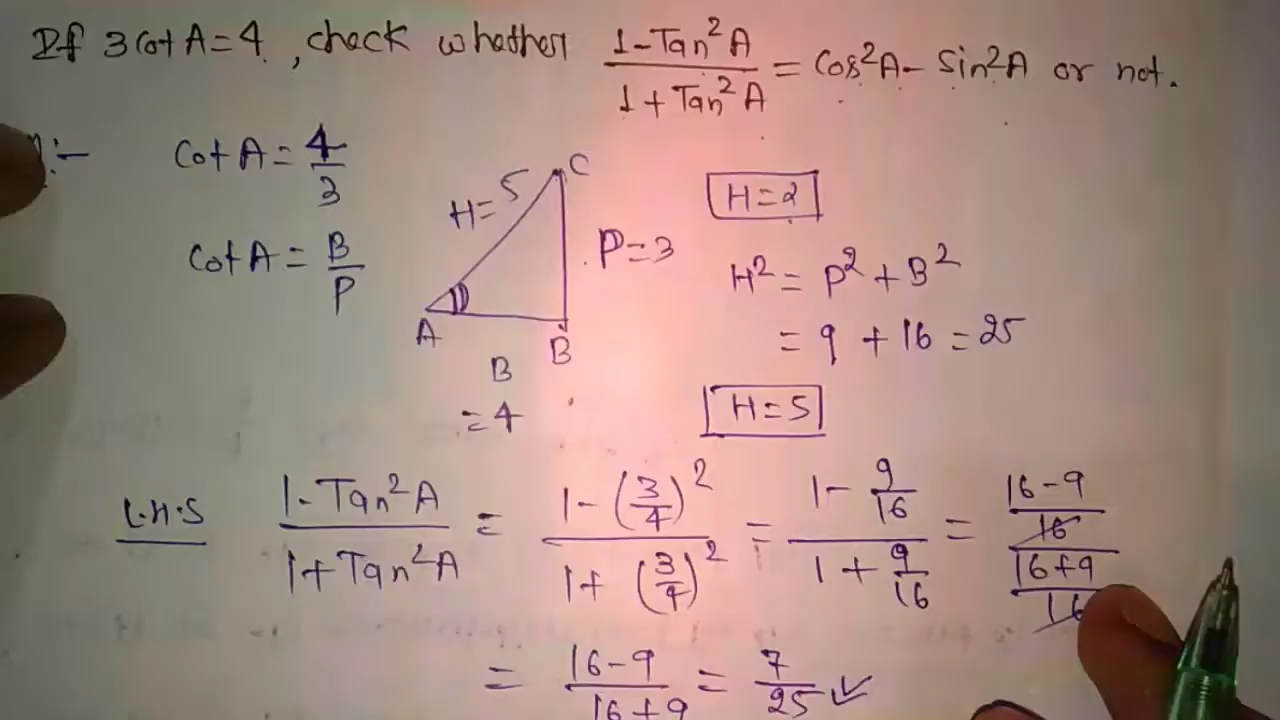 If 3 Cot A = 4, check whether (1 - Tan²A)/(1 + Tan²A) = Cos²A - Sin²A or not.
:-
Cot A = 4/3
Cot A = B/P
C
H = 5
P = 3
A
B
B
= 4
H = 2
H² = P² + B²
= 9 + 16 = 25
H = 5
L.H.S (1 - Tan²A)/(1 + Tan²A) = (1 - (3/4)²)/(1 + (3/4)²) = (1 - 9/16)/(1 + 9/16) = ((16 - 9)/16)/((16 + 9)/16)
= (16 - 9)/(16 + 9) = 7/25 ✓